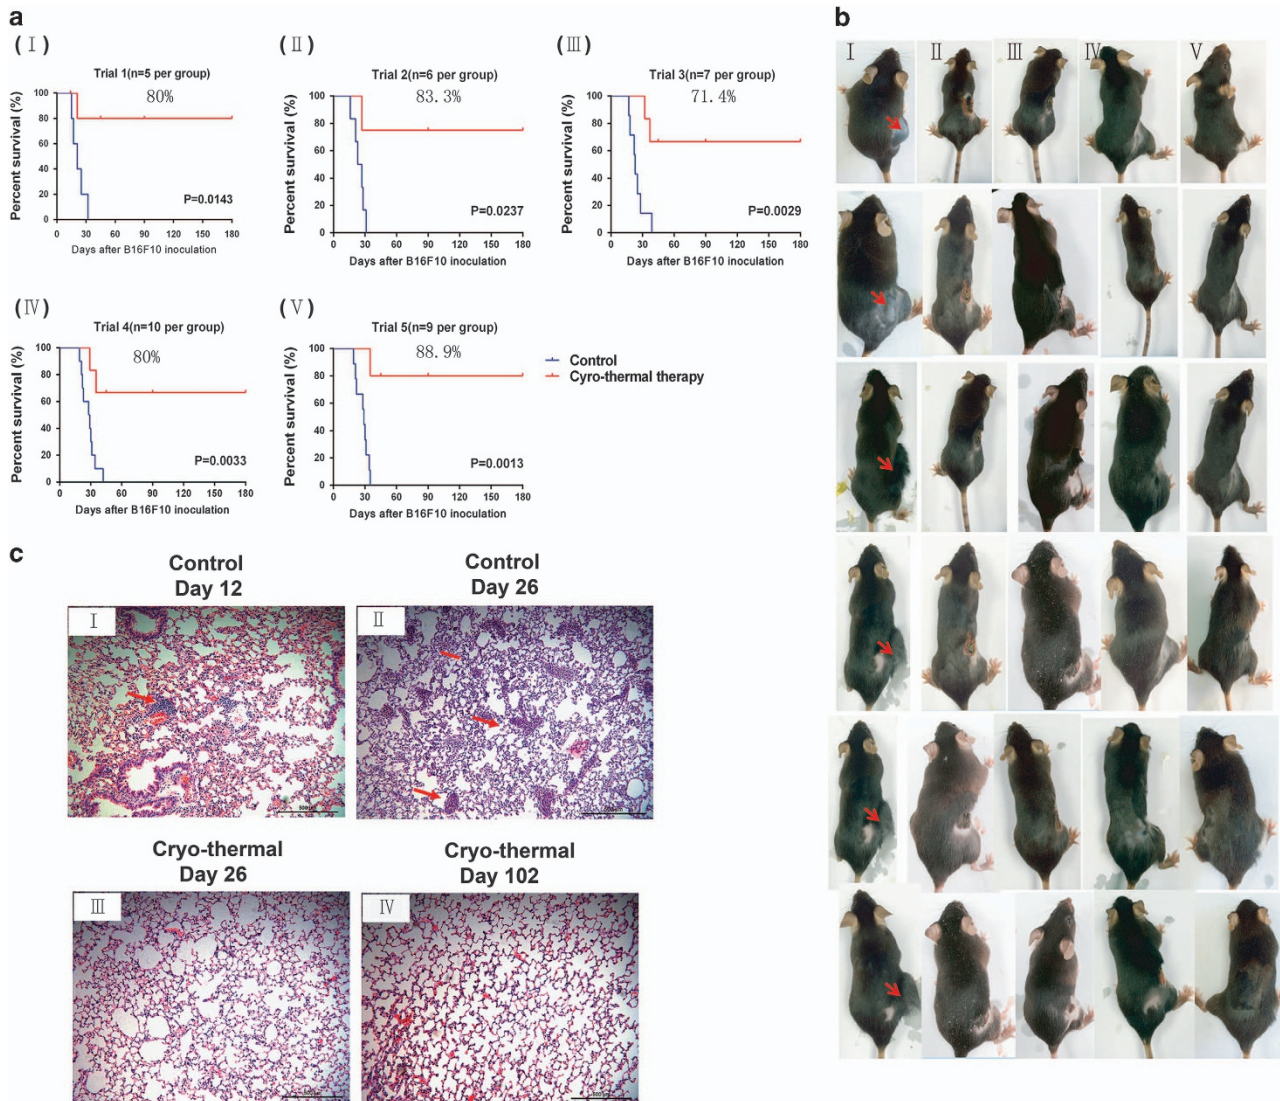 a
(Ⅰ)
Trial 1(n=5 per group)
80%
Percent survival (%)
100
80
60
40
20
0
0 30 60 90 120 150 180
P=0.0143
Days after B16F10 inoculation
(Ⅱ)
Trial 2(n=6 per group)
83.3%
Percent survival (%)
100
80
60
40
20
0
0 30 60 90 120 150 180
P=0.0237
Days after B16F10 inoculation
(Ⅲ)
Trial 3(n=7 per group)
71.4%
Percent survival (%)
100
80
60
40
20
0
0 30 60 90 120 150 180
P=0.0029
Days after B16F10 inoculation
(Ⅳ)
Trial 4(n=10 per group)
80%
Percent survival (%)
100
80
60
40
20
0
0 30 60 90 120 150 180
P=0.0033
Days after B16F10 inoculation
(Ⅴ)
Trial 5(n=9 per group)
88.9%
Percent survival (%)
100
80
60
40
20
0
0 30 60 90 120 150 180
P=0.0013
Days after B16F10 inoculation
Control
Cyro-thermal therapy
b
Ⅰ Ⅱ Ⅲ Ⅳ Ⅴ
c
Control
Day 12
Ⅰ
500μm
Control
Day 26
Ⅱ
Cryo-thermal
Day 26
Ⅲ
500μm
Cryo-thermal
Day 102
Ⅳ
500μm